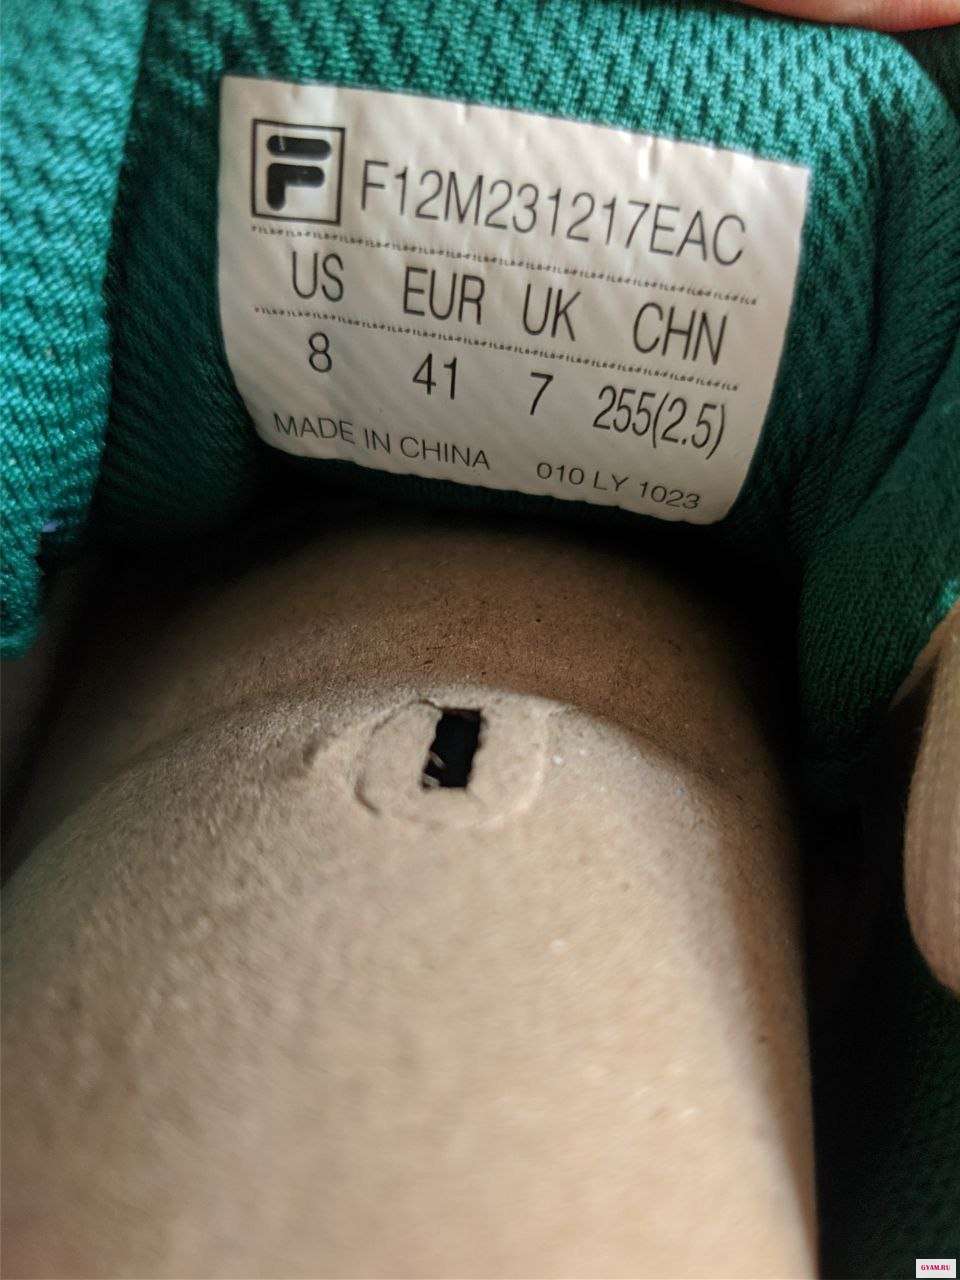 F12M231217EAC
US EUR UK CHN
8 41 7 255(2.5)
MADE IN CHINA 010 LY 1023
GYAM.RU